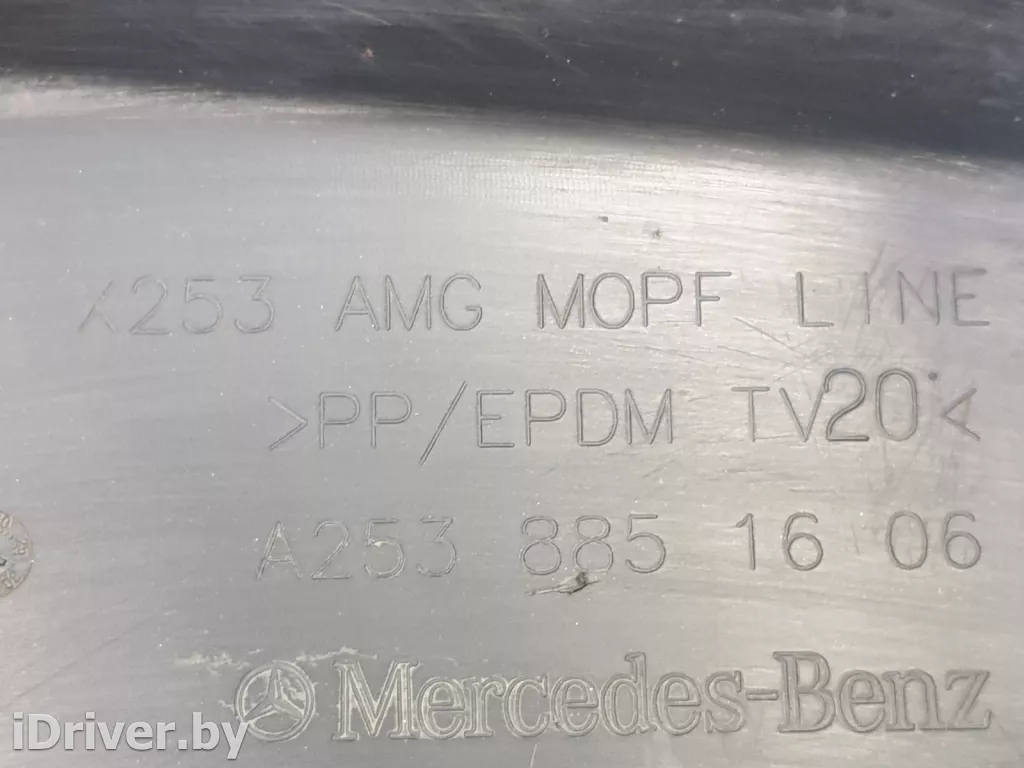 X253 AMG MOPF LINE
>PP/EPDM TV20<
A253 885 16 06
Mercedes-Benz
iDriver.by